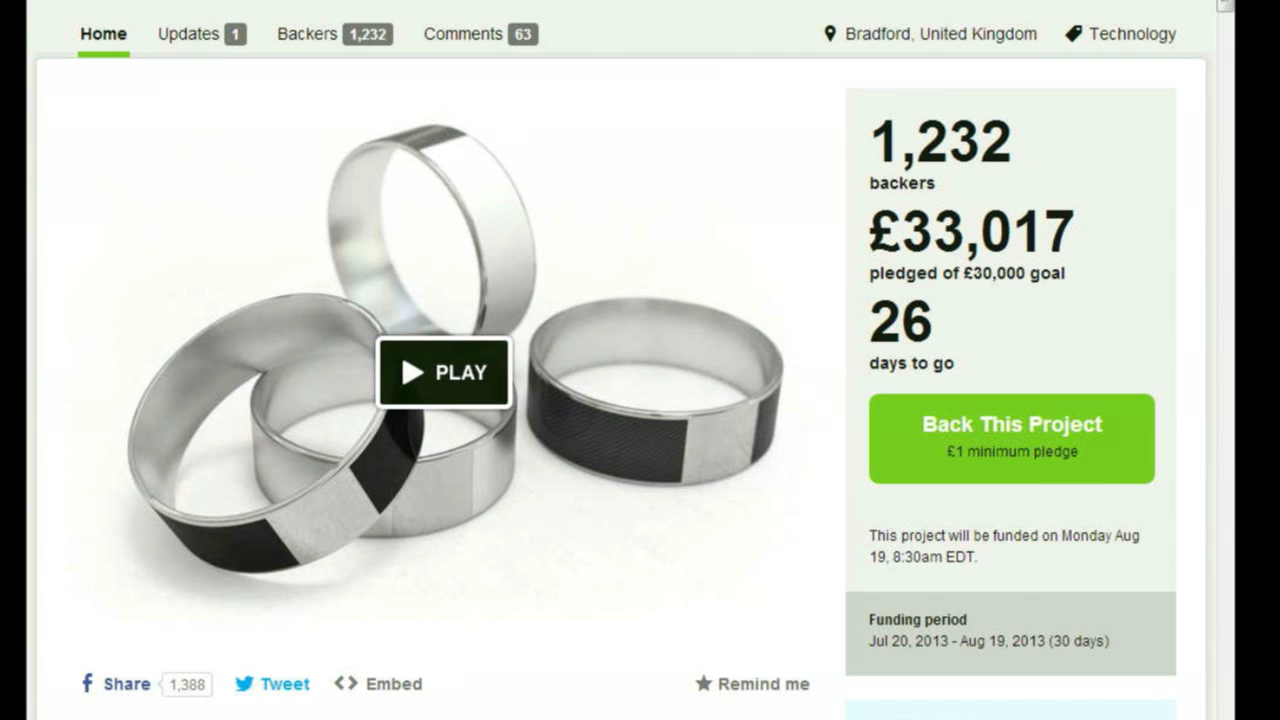 Home Updates 1 Backers 1,232 Comments 63 Bradford, United Kingdom Technology
1,232
backers
£33,017
pledged of £30,000 goal
26
days to go
PLAY
Back This Project
£1 minimum pledge
This project will be funded on Monday Aug
19, 8:30am EDT.
Funding period
Jul 20, 2013 - Aug 19, 2013 (30 days)
Share 1,388 Tweet Embed Remind me